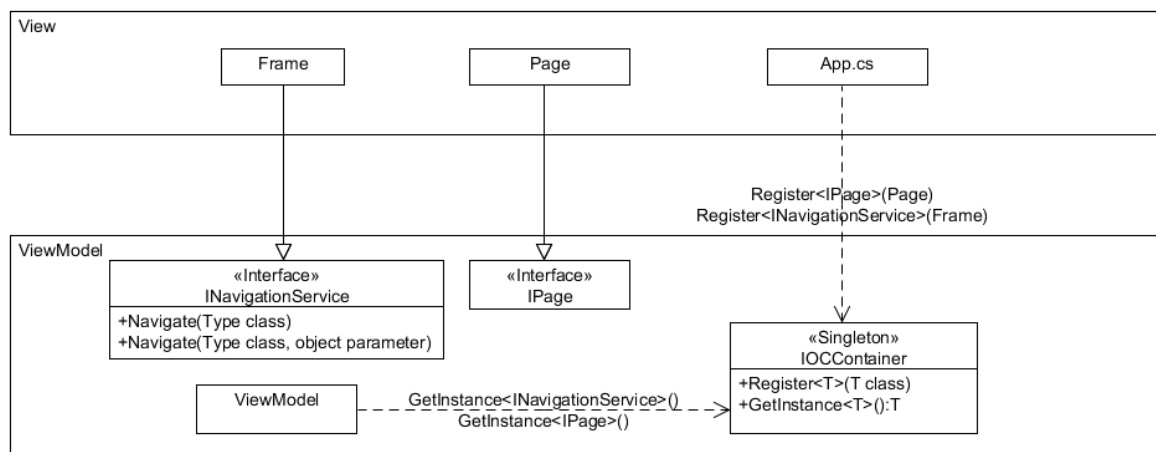 View
Frame
Page
App.cs
Register<IPage>(Page)
Register<INavigationService>(Frame)
ViewModel
«Interface»
INavigationService
+Navigate(Type class)
+Navigate(Type class, object parameter)
«Interface»
IPage
«Singleton»
IOCContainer
+Register<T>(T class)
+GetInstance<T>():T
ViewModel
GetInstance<INavigationService>()
GetInstance<IPage>()